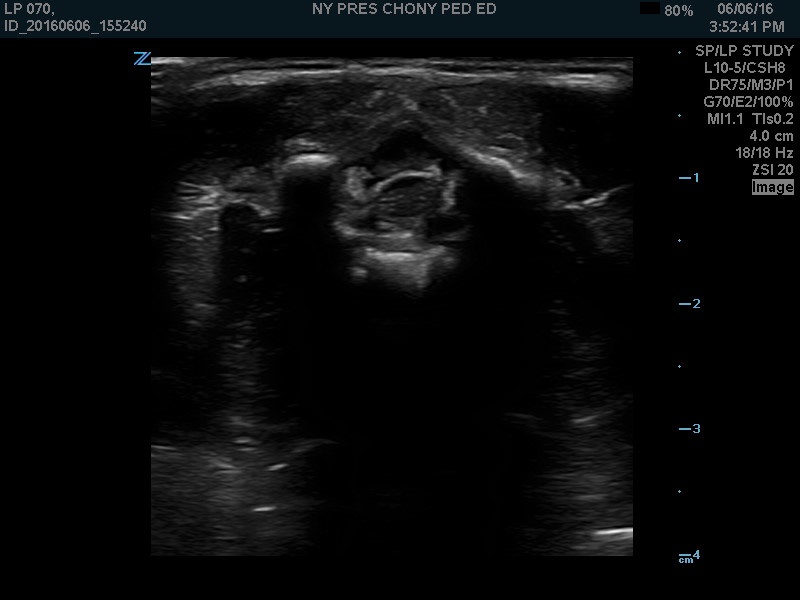 LP 070,
ID_20160606_155240
NY PRES CHONY PED ED
80%
06/06/16
3:52:41 PM
SP/LP STUDY
L10-5/CSH8
DR75/M3/P1
G70/E2/100%
MI1.1 TIs0.2
4.0 cm
18/18 Hz
ZSI 20
Image
Z
1
2
3
4
cm